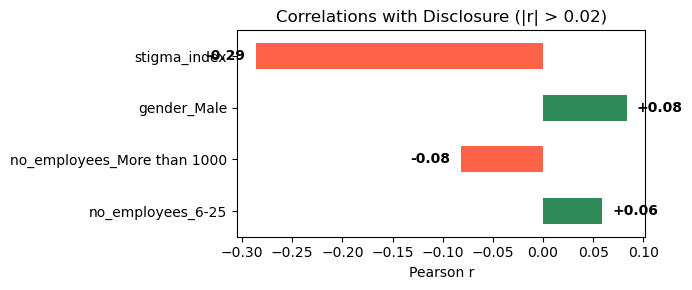 Correlations with Disclosure (|r| > 0.02)
stigma_index
-0.29
gender_Male
+0.08
no_employees_More than 1000
-0.08
no_employees_6-25
+0.06
−0.30 −0.25 −0.20 −0.15 −0.10 −0.05 0.00 0.05 0.10
Pearson r